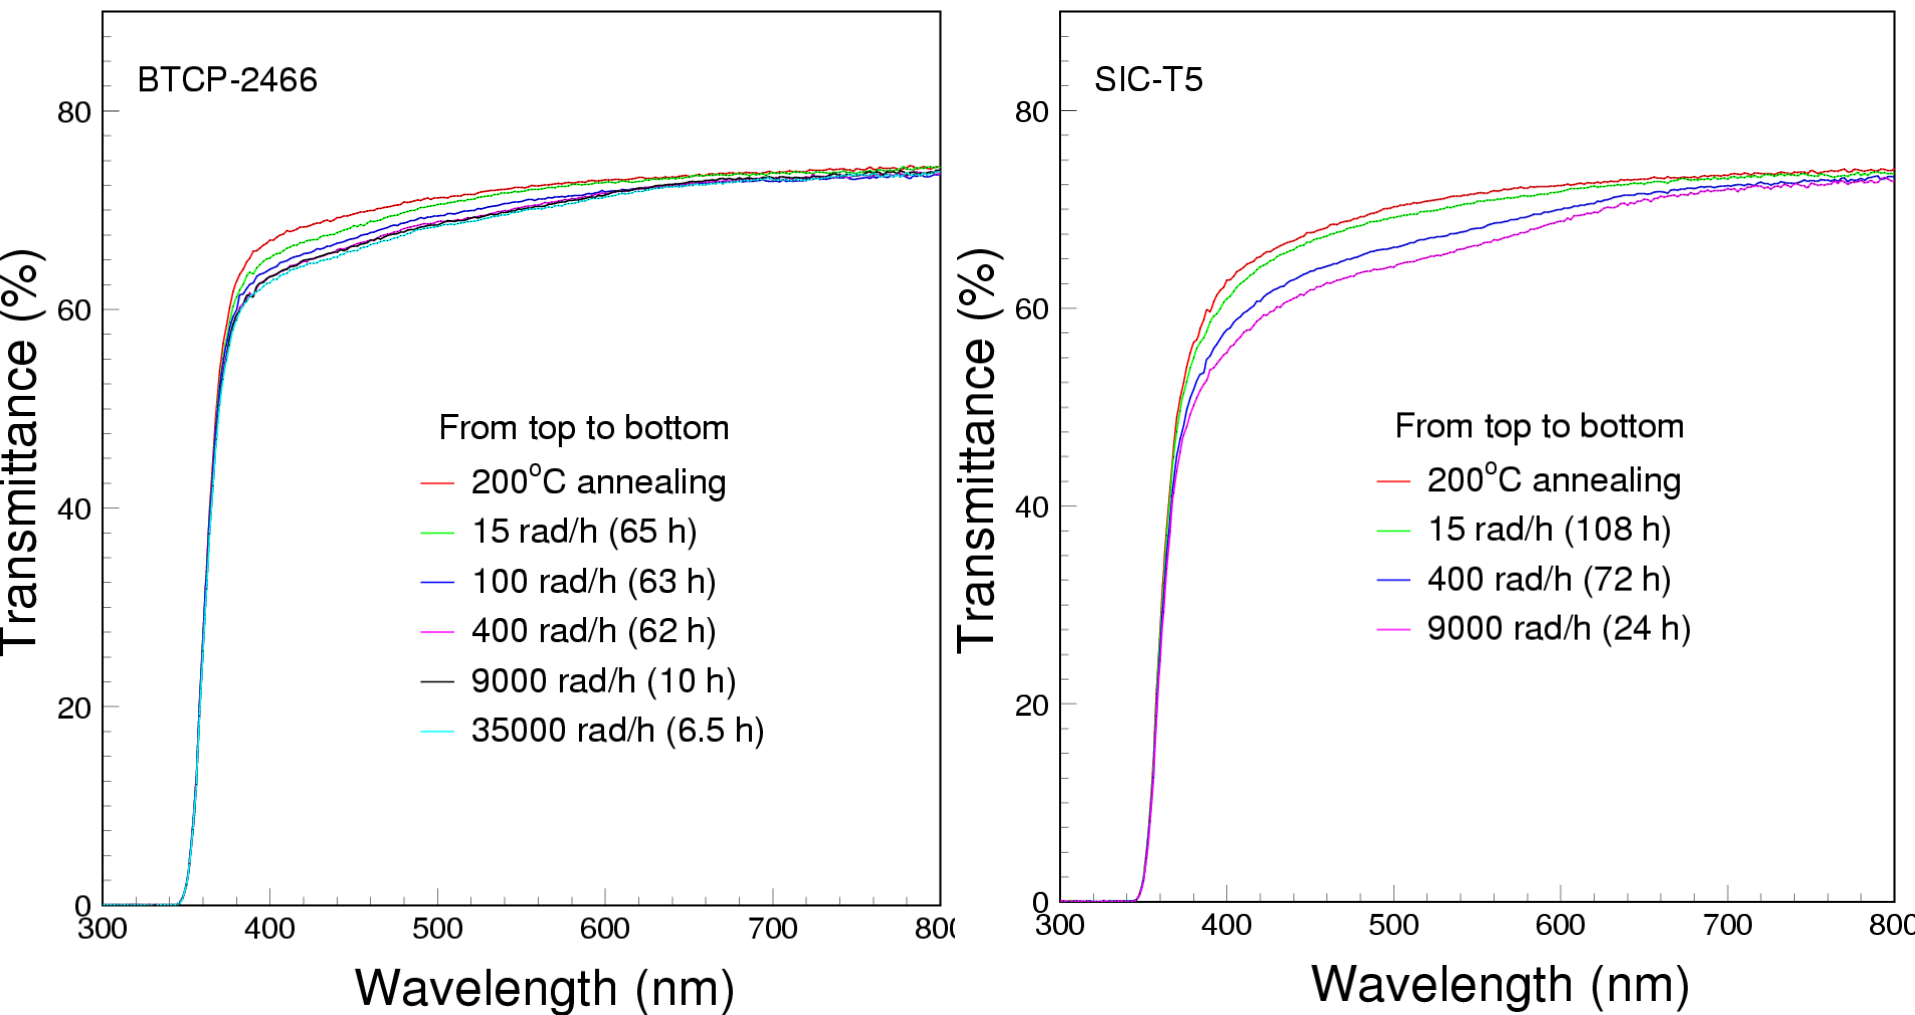 BTCP-2466
80
60
40
20
0
300 400 500 600 700 800
Transmittance (%)
Wavelength (nm)
From top to bottom
200°C annealing
15 rad/h (65 h)
100 rad/h (63 h)
400 rad/h (62 h)
9000 rad/h (10 h)
35000 rad/h (6.5 h)
SIC-T5
80
60
40
20
0
300 400 500 600 700 800
Transmittance (%)
Wavelength (nm)
From top to bottom
200°C annealing
15 rad/h (108 h)
400 rad/h (72 h)
9000 rad/h (24 h)